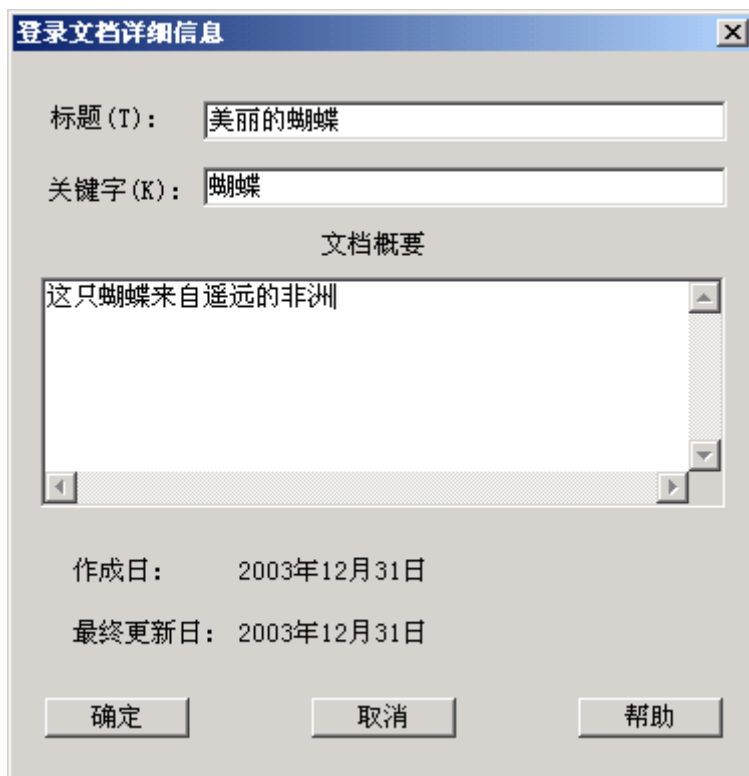 登录文档详细信息
标题(T): 美丽的蝴蝶
关键字(K): 蝴蝶
文档概要
这只蝴蝶来自遥远的非洲
作成日: 2003年12月31日
最终更新日: 2003年12月31日
确定 取消 帮助